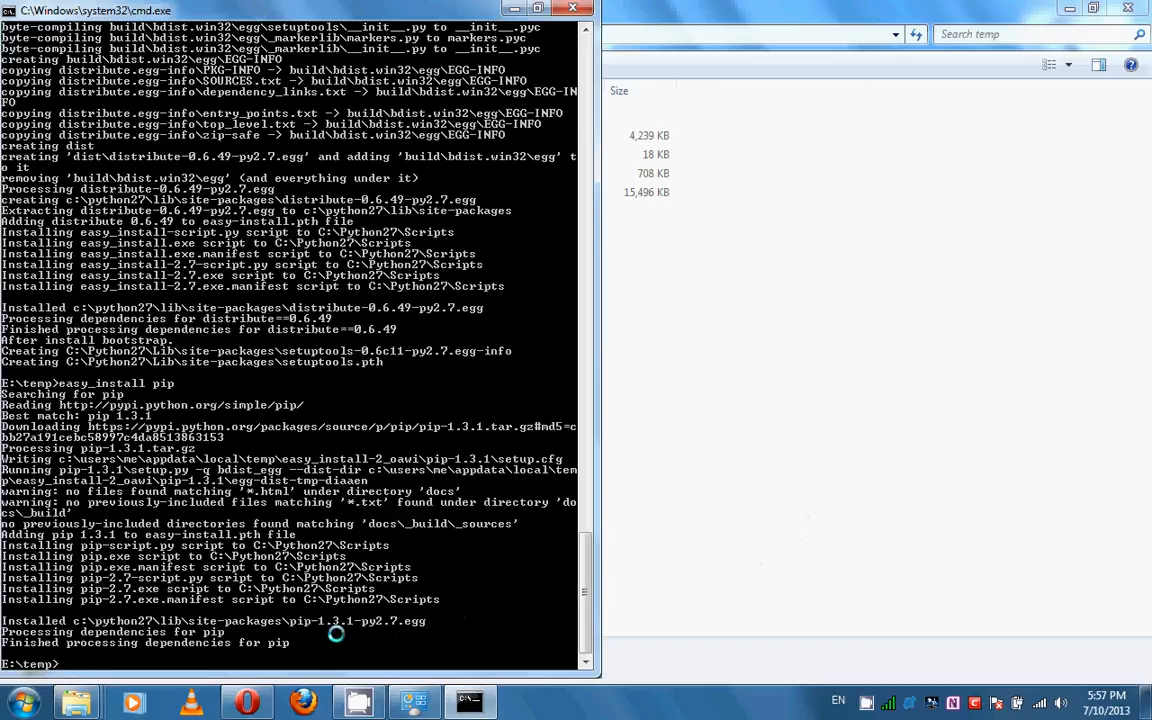 C:\Windows\system32\cmd.exe
byte-compiling build\bdist.win32\egg\setuptools\__init__.py to __init__.pyc
byte-compiling build\bdist.win32\egg\_markerlib\markers.py to markers.pyc
byte-compiling build\bdist.win32\egg\_markerlib\__init__.py to __init__.pyc
creating build\bdist.win32\egg\EGG-INFO
copying distribute.egg-info\PKG-INFO -> build\bdist.win32\egg\EGG-INFO
copying distribute.egg-info\SOURCES.txt -> build\bdist.win32\egg\EGG-INFO
copying distribute.egg-info\dependency_links.txt -> build\bdist.win32\egg\EGG-IN
FO
copying distribute.egg-info\entry_points.txt -> build\bdist.win32\egg\EGG-INFO
copying distribute.egg-info\top_level.txt -> build\bdist.win32\egg\EGG-INFO
copying distribute.egg-info\zip-safe -> build\bdist.win32\egg\EGG-INFO
creating dist
creating 'dist\distribute-0.6.49-py2.7.egg' and adding 'build\bdist.win32\egg' t
o it
removing 'build\bdist.win32\egg' (and everything under it)
Processing distribute-0.6.49-py2.7.egg
creating c:\python27\lib\site-packages\distribute-0.6.49-py2.7.egg
Extracting distribute-0.6.49-py2.7.egg to c:\python27\lib\site-packages
Adding distribute 0.6.49 to easy-install.pth file
Installing easy_install-script.py script to C:\Python27\Scripts
Installing easy_install.exe script to C:\Python27\Scripts
Installing easy_install.exe.manifest script to C:\Python27\Scripts
Installing easy_install-2.7-script.py script to C:\Python27\Scripts
Installing easy_install-2.7.exe script to C:\Python27\Scripts
Installing easy_install-2.7.exe.manifest script to C:\Python27\Scripts
Installed c:\python27\lib\site-packages\distribute-0.6.49-py2.7.egg
Processing dependencies for distribute==0.6.49
Finished processing dependencies for distribute==0.6.49
After install bootstrap.
Creating C:\Python27\Lib\site-packages\setuptools-0.6c11-py2.7.egg-info
Creating C:\Python27\Lib\site-packages\setuptools.pth
E:\temp>easy_install pip
Searching for pip
Reading http://pypi.python.org/simple/pip/
Best match: pip 1.3.1
Downloading https://pypi.python.org/packages/source/p/pip/pip-1.3.1.tar.gz#md5=c
bb27a191cebc58997c4da8513863153
Processing pip-1.3.1.tar.gz
Writing c:\users\me\appdata\local\temp\easy_install-2_oawi\pip-1.3.1\setup.cfg
Running pip-1.3.1\setup.py -q bdist_egg --dist-dir c:\users\me\appdata\local\tem
p\easy_install-2_oawi\pip-1.3.1\egg-dist-tmp-diaaen
warning: no files found matching '*.html' under directory 'docs'
warning: no previously-included files matching '*.txt' found under directory 'do
cs\_build'
no previously-included directories found matching 'docs\_build\_sources'
Adding pip 1.3.1 to easy-install.pth file
Installing pip-script.py script to C:\Python27\Scripts
Installing pip.exe script to C:\Python27\Scripts
Installing pip.exe.manifest script to C:\Python27\Scripts
Installing pip-2.7-script.py script to C:\Python27\Scripts
Installing pip-2.7.exe script to C:\Python27\Scripts
Installing pip-2.7.exe.manifest script to C:\Python27\Scripts
Installed c:\python27\lib\site-packages\pip-1.3.1-py2.7.egg
Processing dependencies for pip
Finished processing dependencies for pip
E:\temp>
Search temp
Size
4,239 KB
18 KB
708 KB
15,496 KB
EN
5:57 PM
7/10/2013